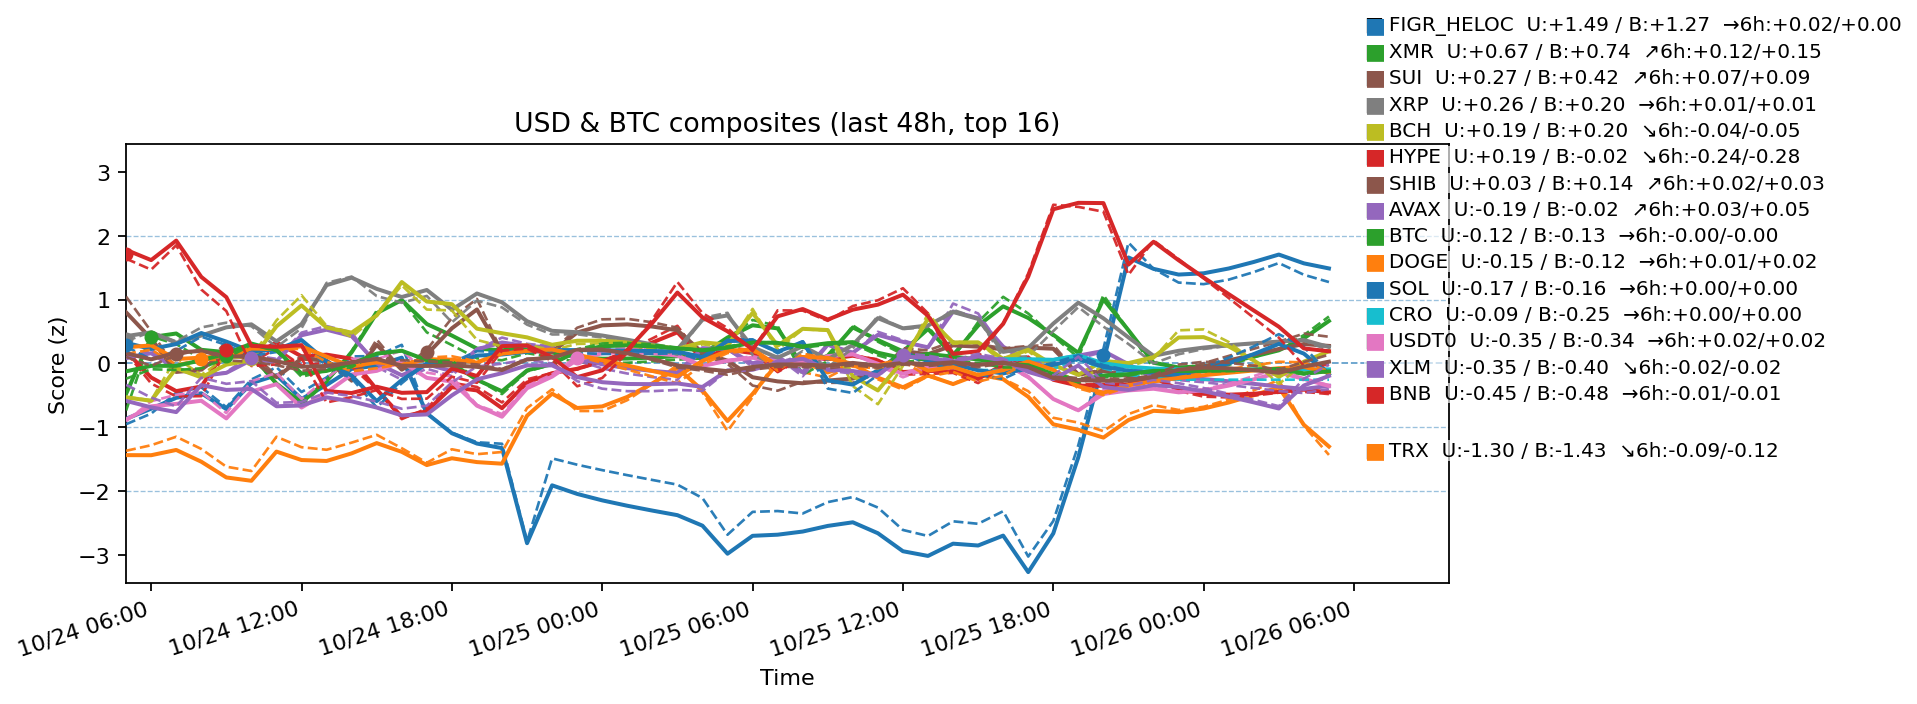 FIGR_HELOC  U:+1.49 / B:+1.27  →6h:+0.02/+0.00
XMR  U:+0.67 / B:+0.74  ↗6h:+0.12/+0.15
SUI  U:+0.27 / B:+0.42  ↗6h:+0.07/+0.09
XRP  U:+0.26 / B:+0.20  →6h:+0.01/+0.01
BCH  U:+0.19 / B:+0.20  ↘6h:-0.04/-0.05
HYPE  U:+0.19 / B:-0.02  ↘6h:-0.24/-0.28
SHIB  U:+0.03 / B:+0.14  ↗6h:+0.02/+0.03
AVAX  U:-0.19 / B:-0.02  ↗6h:+0.03/+0.05
BTC  U:-0.12 / B:-0.13  →6h:-0.00/-0.00
DOGE  U:-0.15 / B:-0.12  →6h:+0.01/+0.02
SOL  U:-0.17 / B:-0.16  →6h:+0.00/+0.00
CRO  U:-0.09 / B:-0.25  →6h:+0.00/+0.00
USDT0  U:-0.35 / B:-0.34  →6h:+0.02/+0.02
XLM  U:-0.35 / B:-0.40  ↘6h:-0.02/-0.02
BNB  U:-0.45 / B:-0.48  →6h:-0.01/-0.01
TRX  U:-1.30 / B:-1.43  ↘6h:-0.09/-0.12
USD & BTC composites (last 48h, top 16)
Score (z)
3
2
1
0
−1
−2
−3
10/24 06:00
10/24 12:00
10/24 18:00
10/25 00:00
10/25 06:00
10/25 12:00
10/25 18:00
10/26 00:00
10/26 06:00
Time